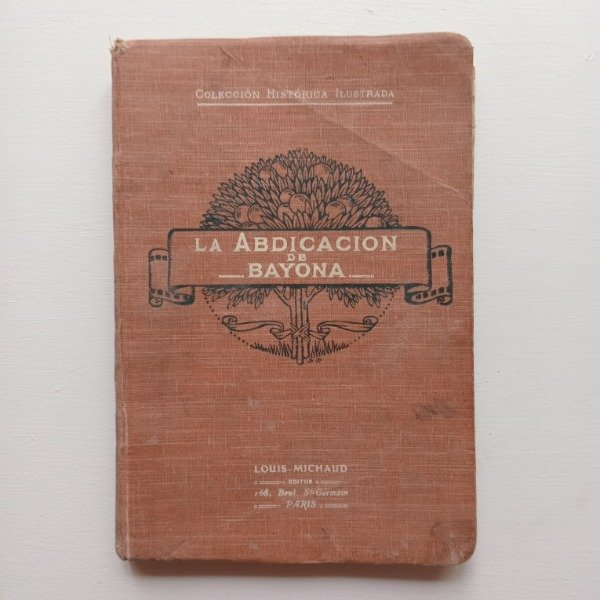 COLECCIÓN HISTÓRICA ILUSTRADA
LA ABDICACION
DE
BAYONA
LOUIS-MICHAUD
EDITOR
168, Boul. St-Germain
PARIS